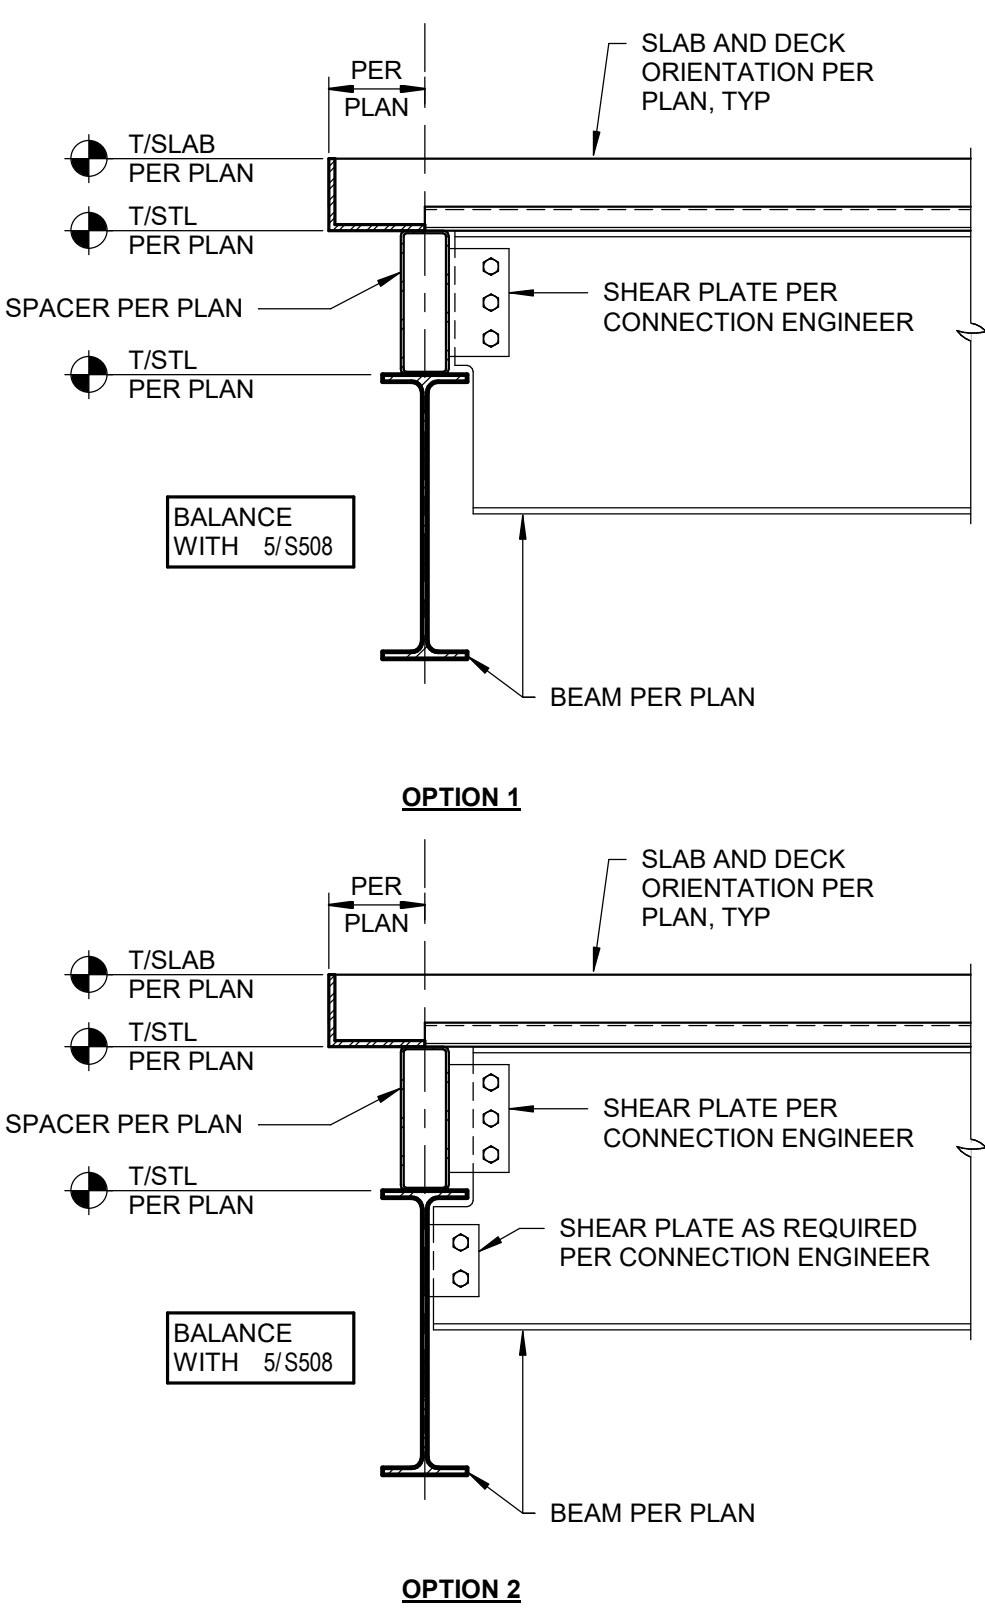 SLAB AND DECK
ORIENTATION PER
PLAN, TYP
PER
PLAN
T/SLAB
PER PLAN
T/STL
PER PLAN
SPACER PER PLAN
SHEAR PLATE PER
CONNECTION ENGINEER
T/STL
PER PLAN
BALANCE
WITH 5/S508
BEAM PER PLAN
OPTION 1
SLAB AND DECK
ORIENTATION PER
PLAN, TYP
PER
PLAN
T/SLAB
PER PLAN
T/STL
PER PLAN
SPACER PER PLAN
SHEAR PLATE PER
CONNECTION ENGINEER
T/STL
PER PLAN
SHEAR PLATE AS REQUIRED
PER CONNECTION ENGINEER
BALANCE
WITH 5/S508
BEAM PER PLAN
OPTION 2